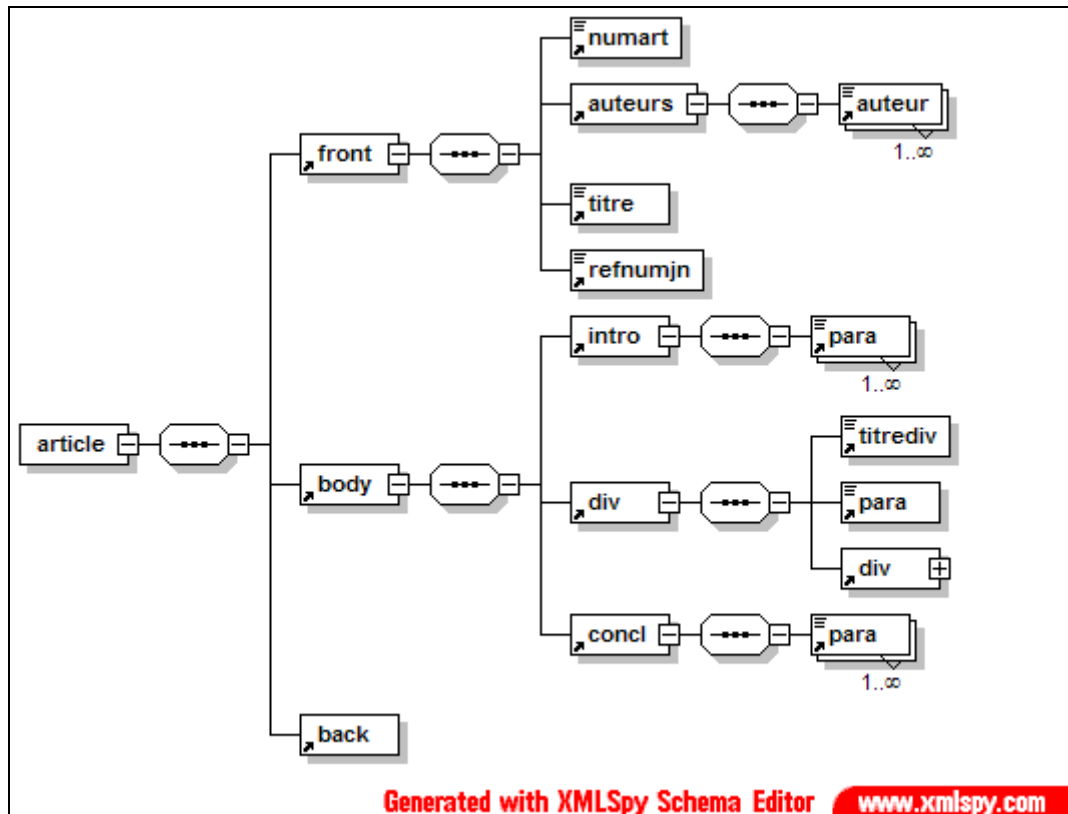 numart
auteurs
auteur
1..∞
front
titre
refnumjn
intro
para
1..∞
article
body
div
titrediv
para
div
concl
para
1..∞
back
Generated with XMLSpy Schema Editor www.xmlspy.com